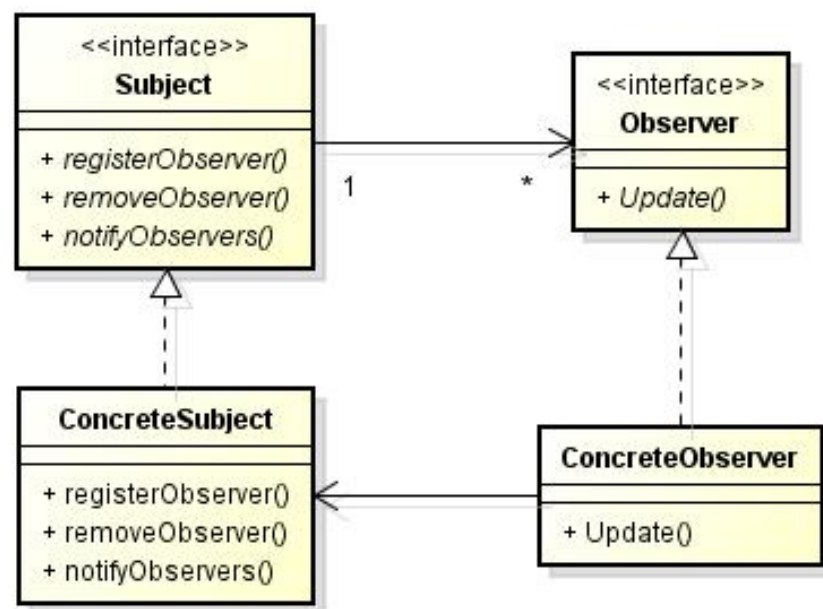 <<interface>>
Subject
+ registerObserver()
+ removeObserver()
+ notifyObservers()
1
*
<<interface>>
Observer
+ Update()
ConcreteSubject
+ registerObserver()
+ removeObserver()
+ notifyObservers()
ConcreteObserver
+ Update()